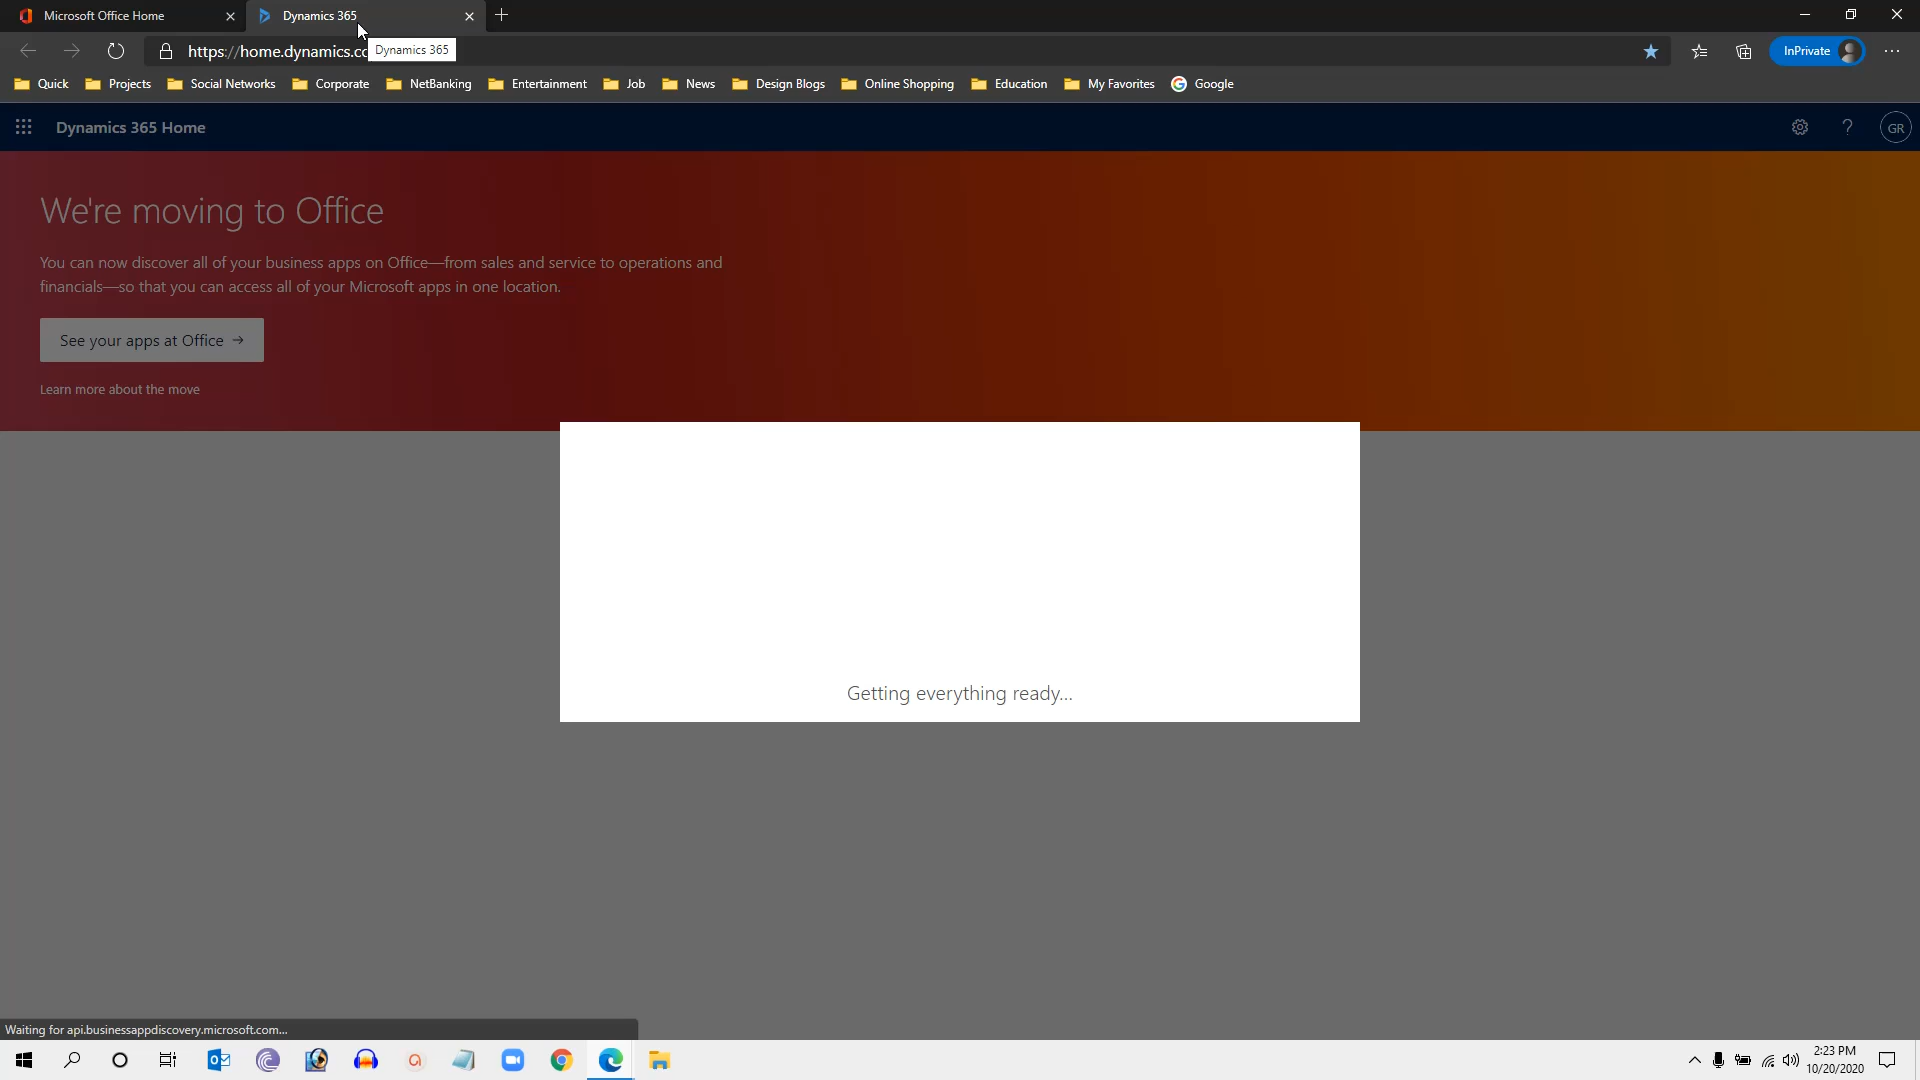 Microsoft Office Home
Dynamics 365
https://home.dynamics.cc
Dynamics 365
InPrivate
Quick
Projects
Social Networks
Corporate
NetBanking
Entertainment
Job
News
Design Blogs
Online Shopping
Education
My Favorites
Google
Dynamics 365 Home
GR
We're moving to Office
You can now discover all of your business apps on Office—from sales and service to operations and
financials—so that you can access all of your Microsoft apps in one location.
See your apps at Office →
Learn more about the move
Getting everything ready...
Waiting for api.businessappdiscovery.microsoft.com...
2:23 PM
10/20/2020